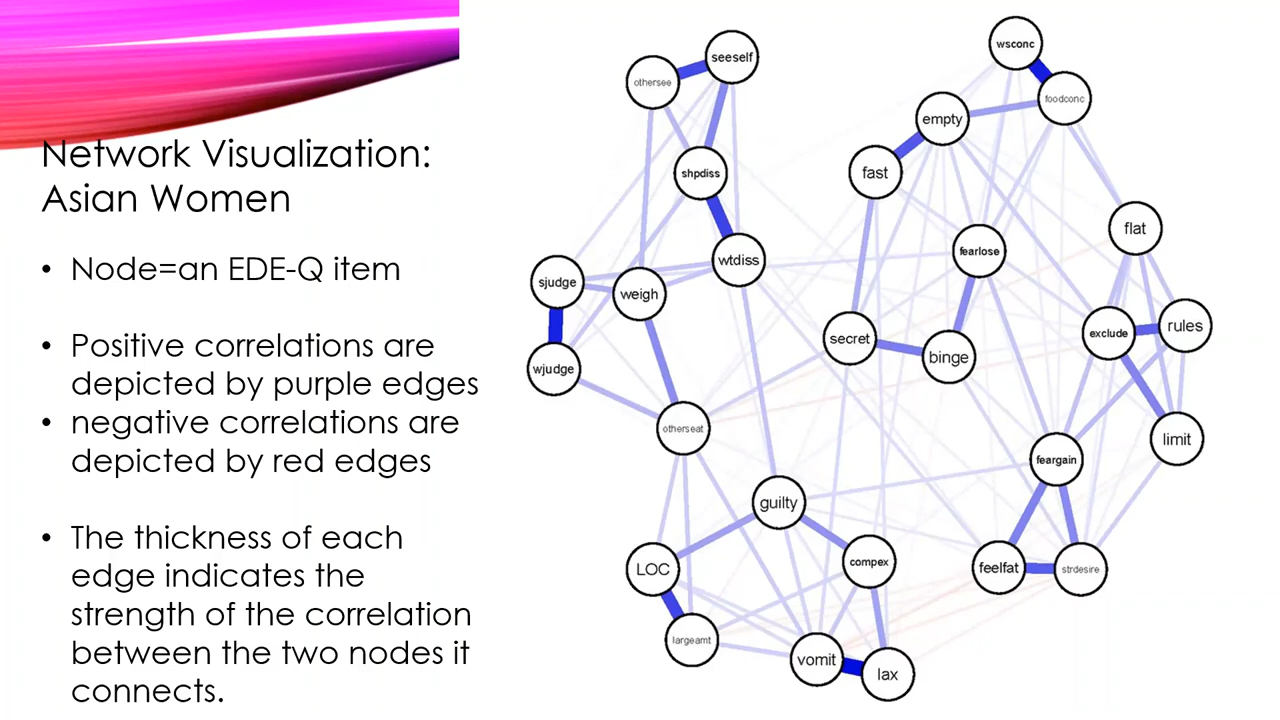 Network Visualization:
Asian Women
• Node=an EDE-Q item
• Positive correlations are
depicted by purple edges
• negative correlations are
depicted by red edges
• The thickness of each
edge indicates the
strength of the correlation
between the two nodes it
connects.
wsconc
seeself
othersee
foodconc
empty
fast
shpdiss
flat
fearlose
wtdiss
sjudge
weigh
rules
exclude
secret
binge
wjudge
otherseat
limit
feargain
guilty
compex
LOC
feelfat
strdesire
largeamt
vomit
lax